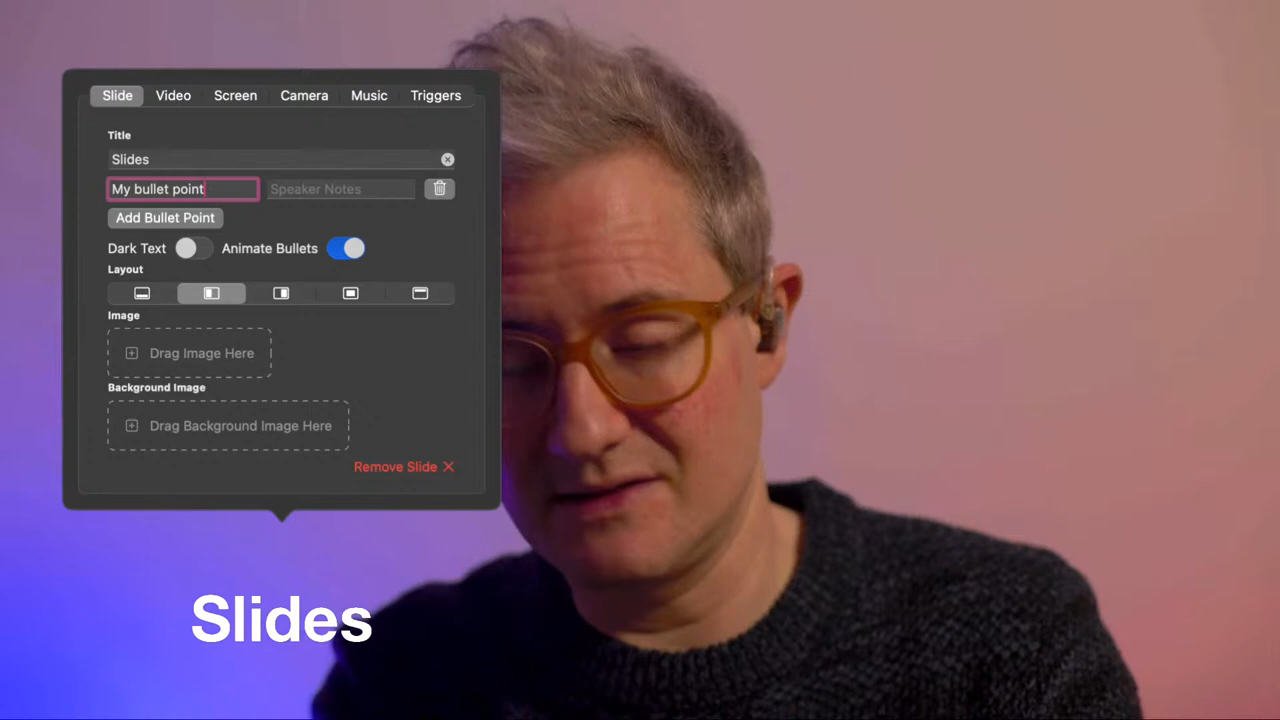 Slide Video Screen Camera Music Triggers
Title
Slides
My bullet point Speaker Notes
Add Bullet Point
Dark Text Animate Bullets
Layout
Image
Drag Image Here
Background Image
Drag Background Image Here
Remove Slide
Slides